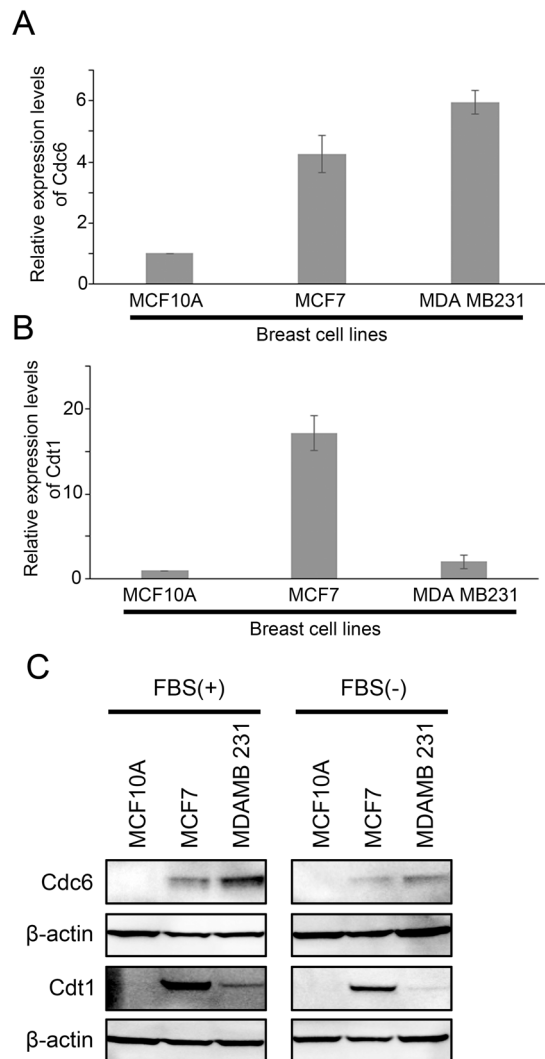 A
Relative expression levels
of Cdc6
6
4
2
0
MCF10A MCF7 MDA MB231
Breast cell lines
B
Relative expression levels
of Cdt1
20
10
0
MCF10A MCF7 MDA MB231
Breast cell lines
C
FBS(+) FBS(-)
MCF10A MCF7 MDAMB 231 MCF10A MCF7 MDAMB 231
Cdc6
β-actin
Cdt1
β-actin